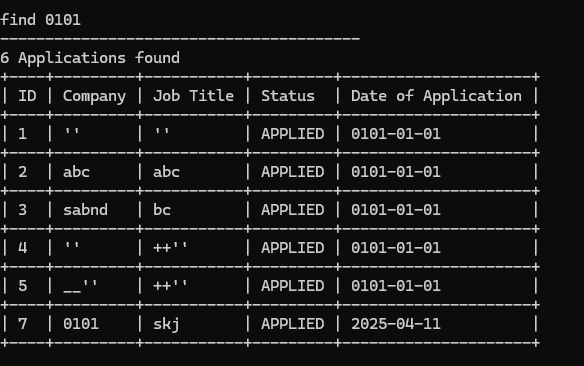 find 0101
----------------------------------------
6 Applications found
+----+---------+-----------+---------+---------------------+
| ID | Company | Job Title | Status  | Date of Application |
+----+---------+-----------+---------+---------------------+
| 1  | ''      | ''        | APPLIED | 0101-01-01          |
+----+---------+-----------+---------+---------------------+
| 2  | abc     | abc       | APPLIED | 0101-01-01          |
+----+---------+-----------+---------+---------------------+
| 3  | sabnd   | bc        | APPLIED | 0101-01-01          |
+----+---------+-----------+---------+---------------------+
| 4  | ''      | ++''      | APPLIED | 0101-01-01          |
+----+---------+-----------+---------+---------------------+
| 5  | __''    | ++''      | APPLIED | 0101-01-01          |
+----+---------+-----------+---------+---------------------+
| 7  | 0101    | skj       | APPLIED | 2025-04-11          |
+----+---------+-----------+---------+---------------------+